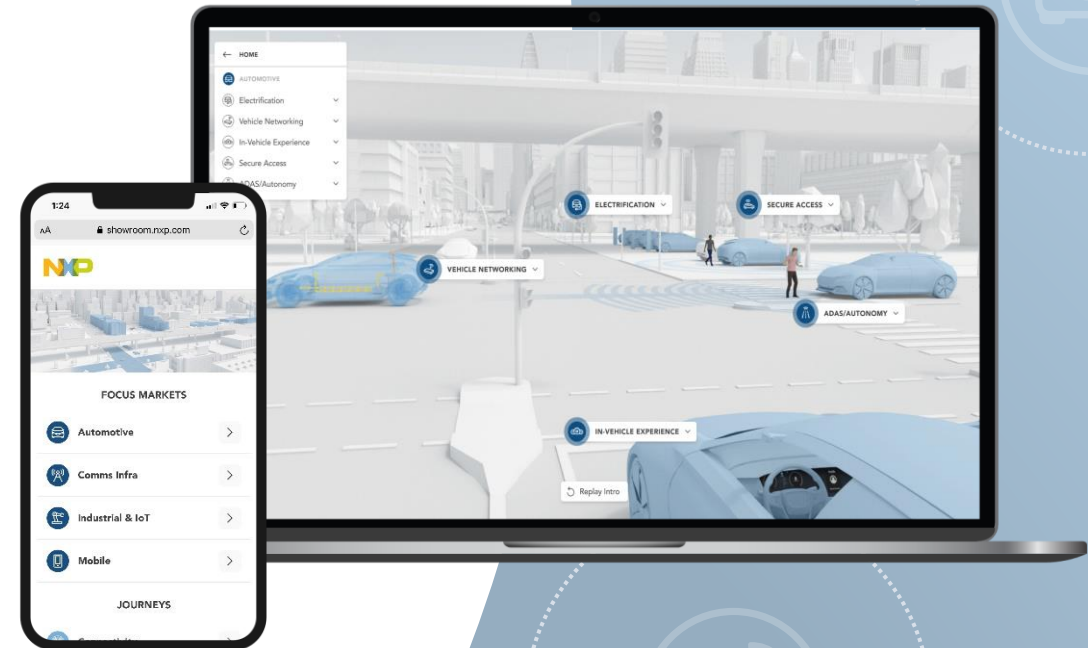 ← HOME
AUTOMOTIVE
Electrification
Vehicle Networking
In-Vehicle Experience
Secure Access
ADAS/Autonomy
ELECTRIFICATION
SECURE ACCESS
VEHICLE NETWORKING
ADAS/AUTONOMY
IN-VEHICLE EXPERIENCE
Replay Intro
1:24
AA showroom.nxp.com
NXP
FOCUS MARKETS
Automotive
Comms Infra
Industrial & IoT
Mobile
JOURNEYS